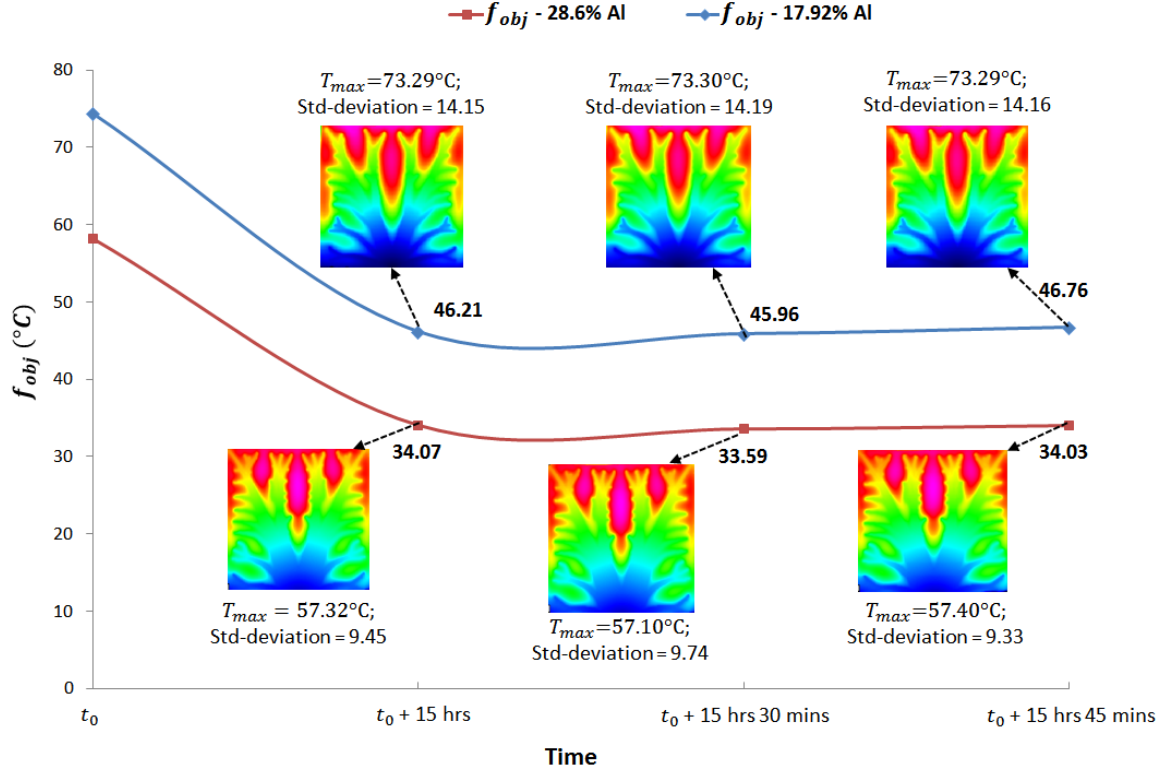 f_obj - 28.6% Al
f_obj - 17.92% Al
f_obj (°C)
80
70
60
50
40
30
20
10
0
T_max=73.29°C;
Std-deviation = 14.15
T_max=73.30°C;
Std-deviation = 14.19
T_max=73.29°C;
Std-deviation = 14.16
46.21
45.96
46.76
34.07
33.59
34.03
T_max = 57.32°C;
Std-deviation = 9.45
T_max=57.10°C;
Std-deviation = 9.74
T_max=57.40°C;
Std-deviation = 9.33
t_0
t_0 + 15 hrs
t_0 + 15 hrs 30 mins
t_0 + 15 hrs 45 mins
Time